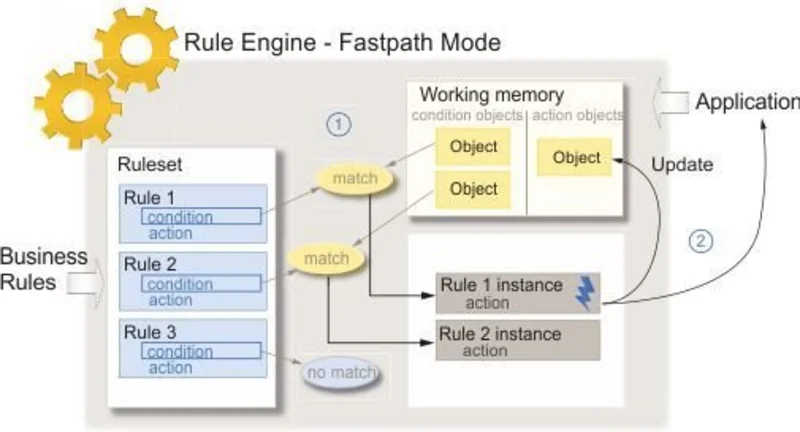 Rule Engine - Fastpath Mode
Working memory
condition objects
action objects
Application
1
Object
Object
Object
Update
Ruleset
match
Rule 1
condition
action
2
Business
Rules
Rule 2
condition
action
match
Rule 1 instance
action
Rule 3
condition
action
Rule 2 instance
action
no match